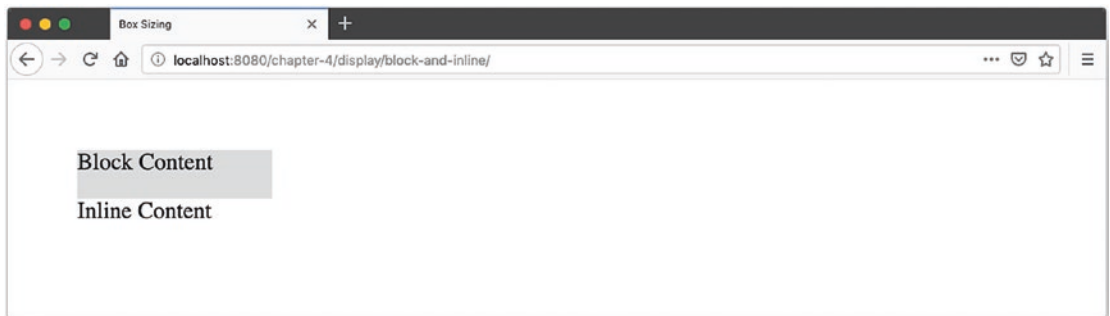 Box Sizing
localhost:8080/chapter-4/display/block-and-inline/
Block Content
Inline Content